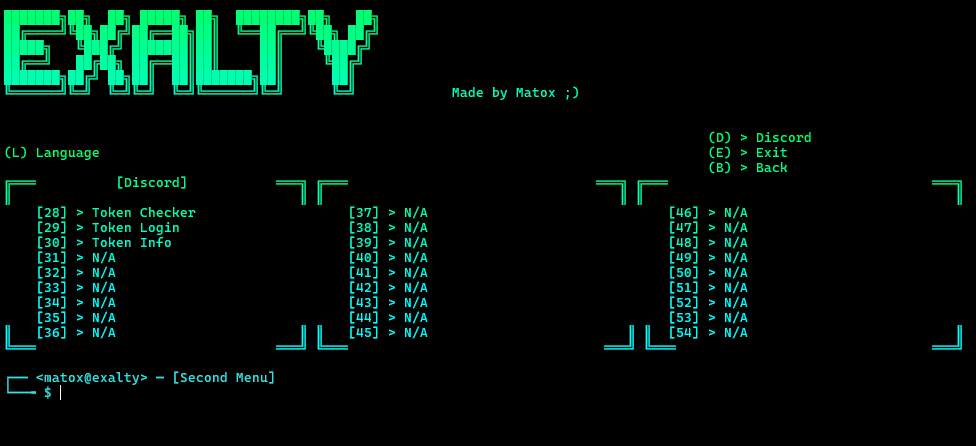 EXALTY
Made by Matox ;)
(D) > Discord
(L) Language
(E) > Exit
(B) > Back
[Discord]
[28] > Token Checker [37] > N/A [46] > N/A
[29] > Token Login [38] > N/A [47] > N/A
[30] > Token Info [39] > N/A [48] > N/A
[31] > N/A [40] > N/A [49] > N/A
[32] > N/A [41] > N/A [50] > N/A
[33] > N/A [42] > N/A [51] > N/A
[34] > N/A [43] > N/A [52] > N/A
[35] > N/A [44] > N/A [53] > N/A
[36] > N/A [45] > N/A [54] > N/A
<matox@exalty> ─ [Second Menu]
$